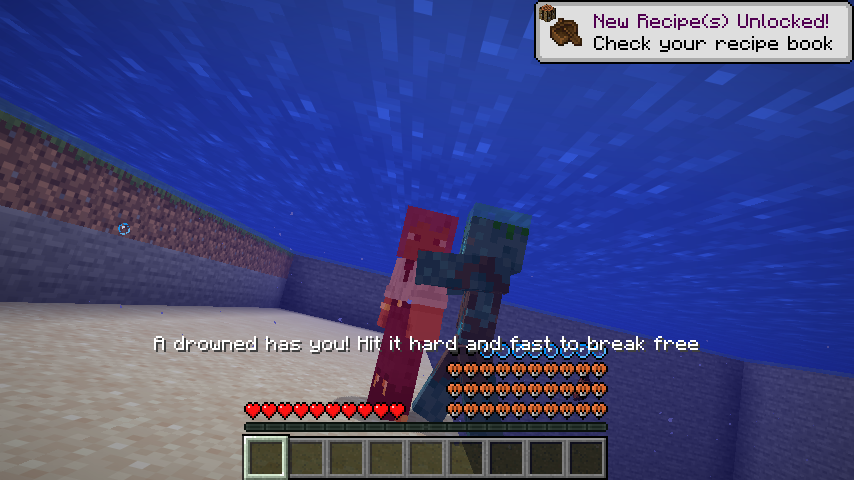 New Recipe(s) Unlocked!
Check your recipe book
A drowned has you! Hit it hard and fast to break free